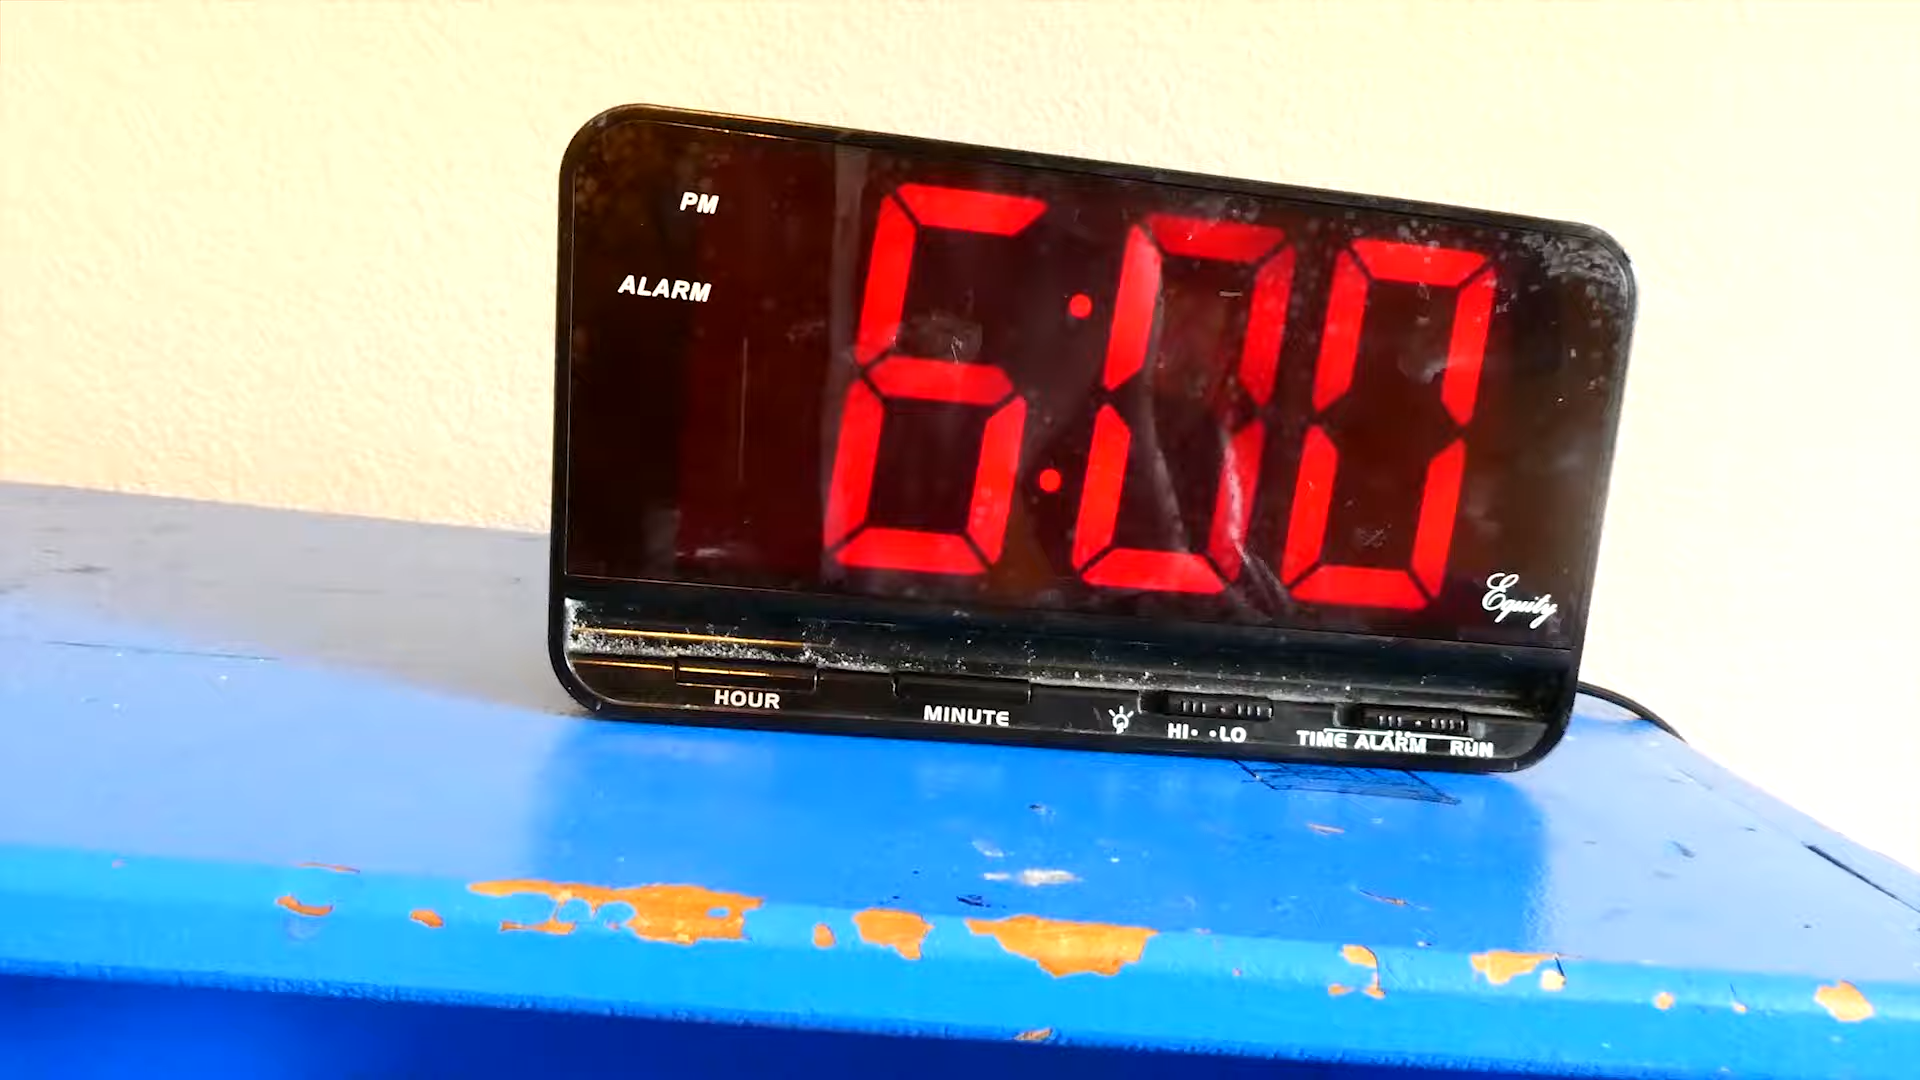 PM
ALARM
6:00
Equity
HOUR
MINUTE
HI• •LO
TIME ALARM RUN